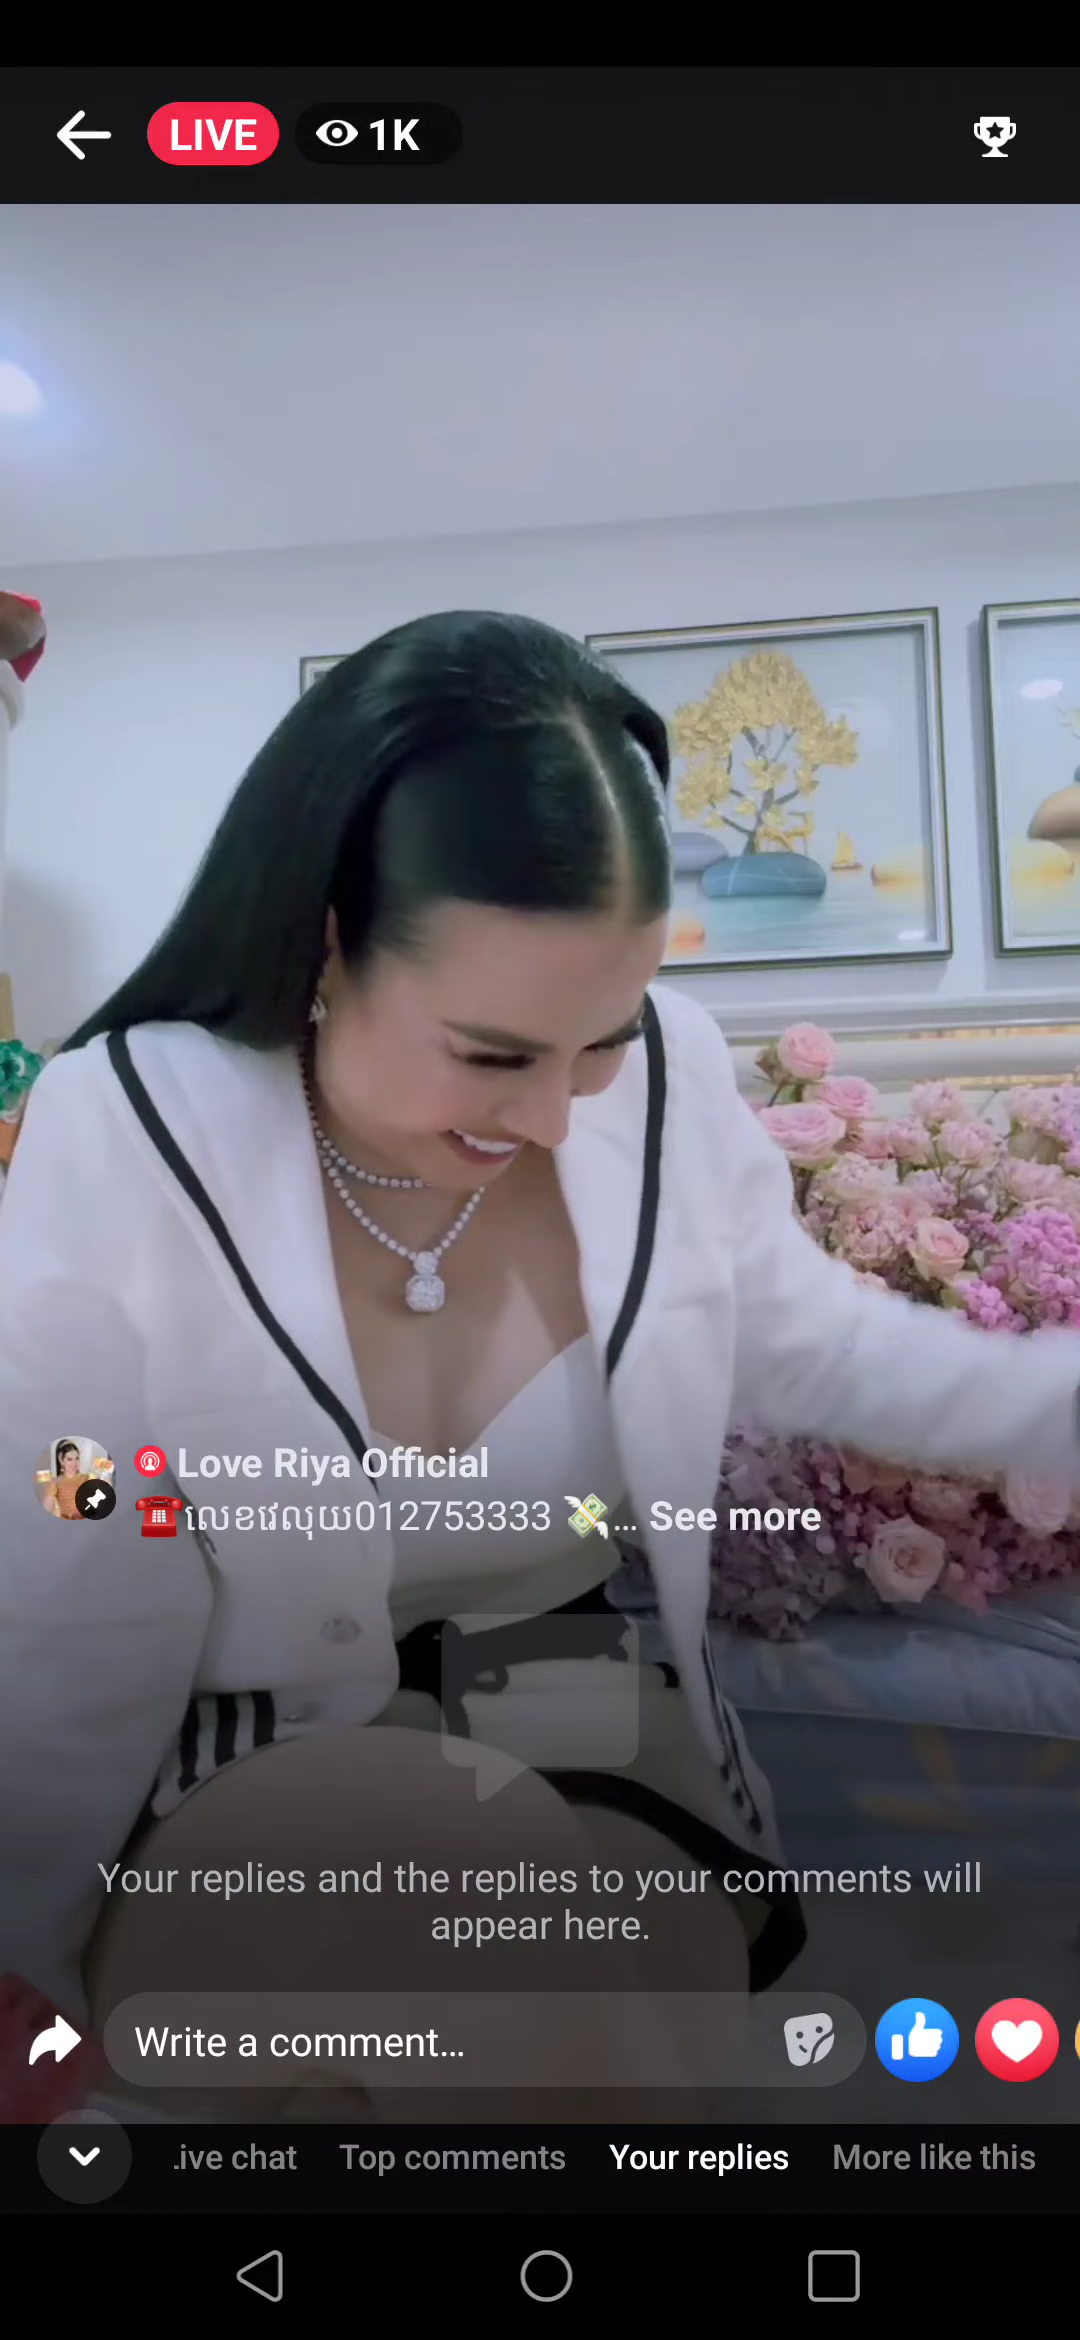 LIVE 1K
Love Riya Official
☎️លេខវេលុយ012753333 💸... See more
Your replies and the replies to your comments will
appear here.
Write a comment...
.ive chat Top comments Your replies More like this